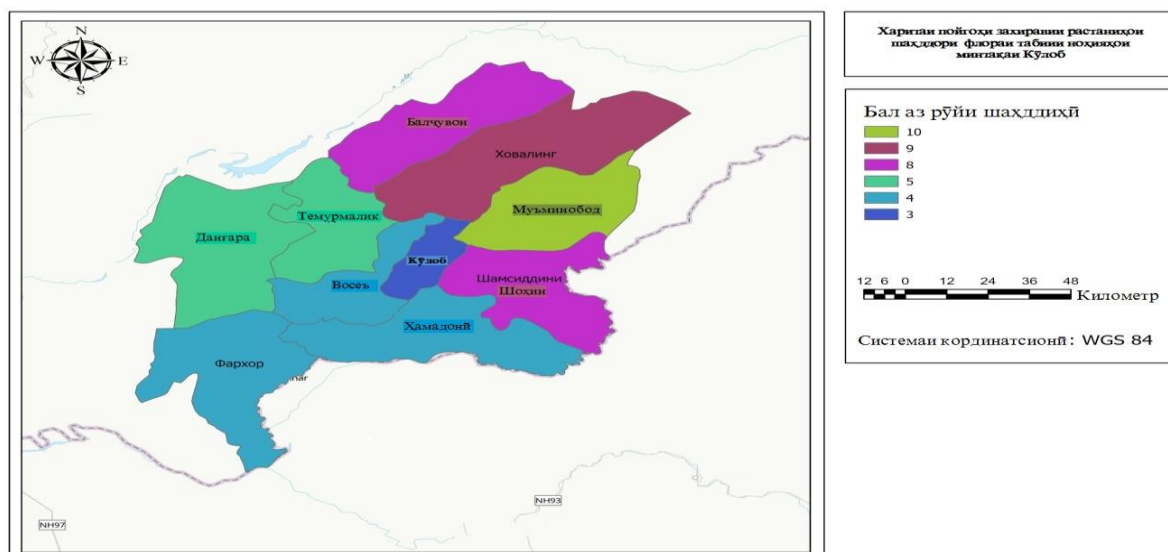 N
W E
S
Балҷувон
Ховалинг
Муъминобод
Темурмалик
Данғара
Кӯлоб
Восеъ
Шамсиддини
Шоҳин
Ҳамадонӣ
Фархор
NH93
NH97
Харитаи пойгоҳи захиравии растаниҳои
шаҳддори флораи табиии ноҳияҳои
минтақаи Кӯлоб
Бал аз рӯйи шаҳддиҳӣ
10
9
8
5
4
3
12 6 0 12 24 36 48
Километр
Системаи кординатсионӣ: WGS 84